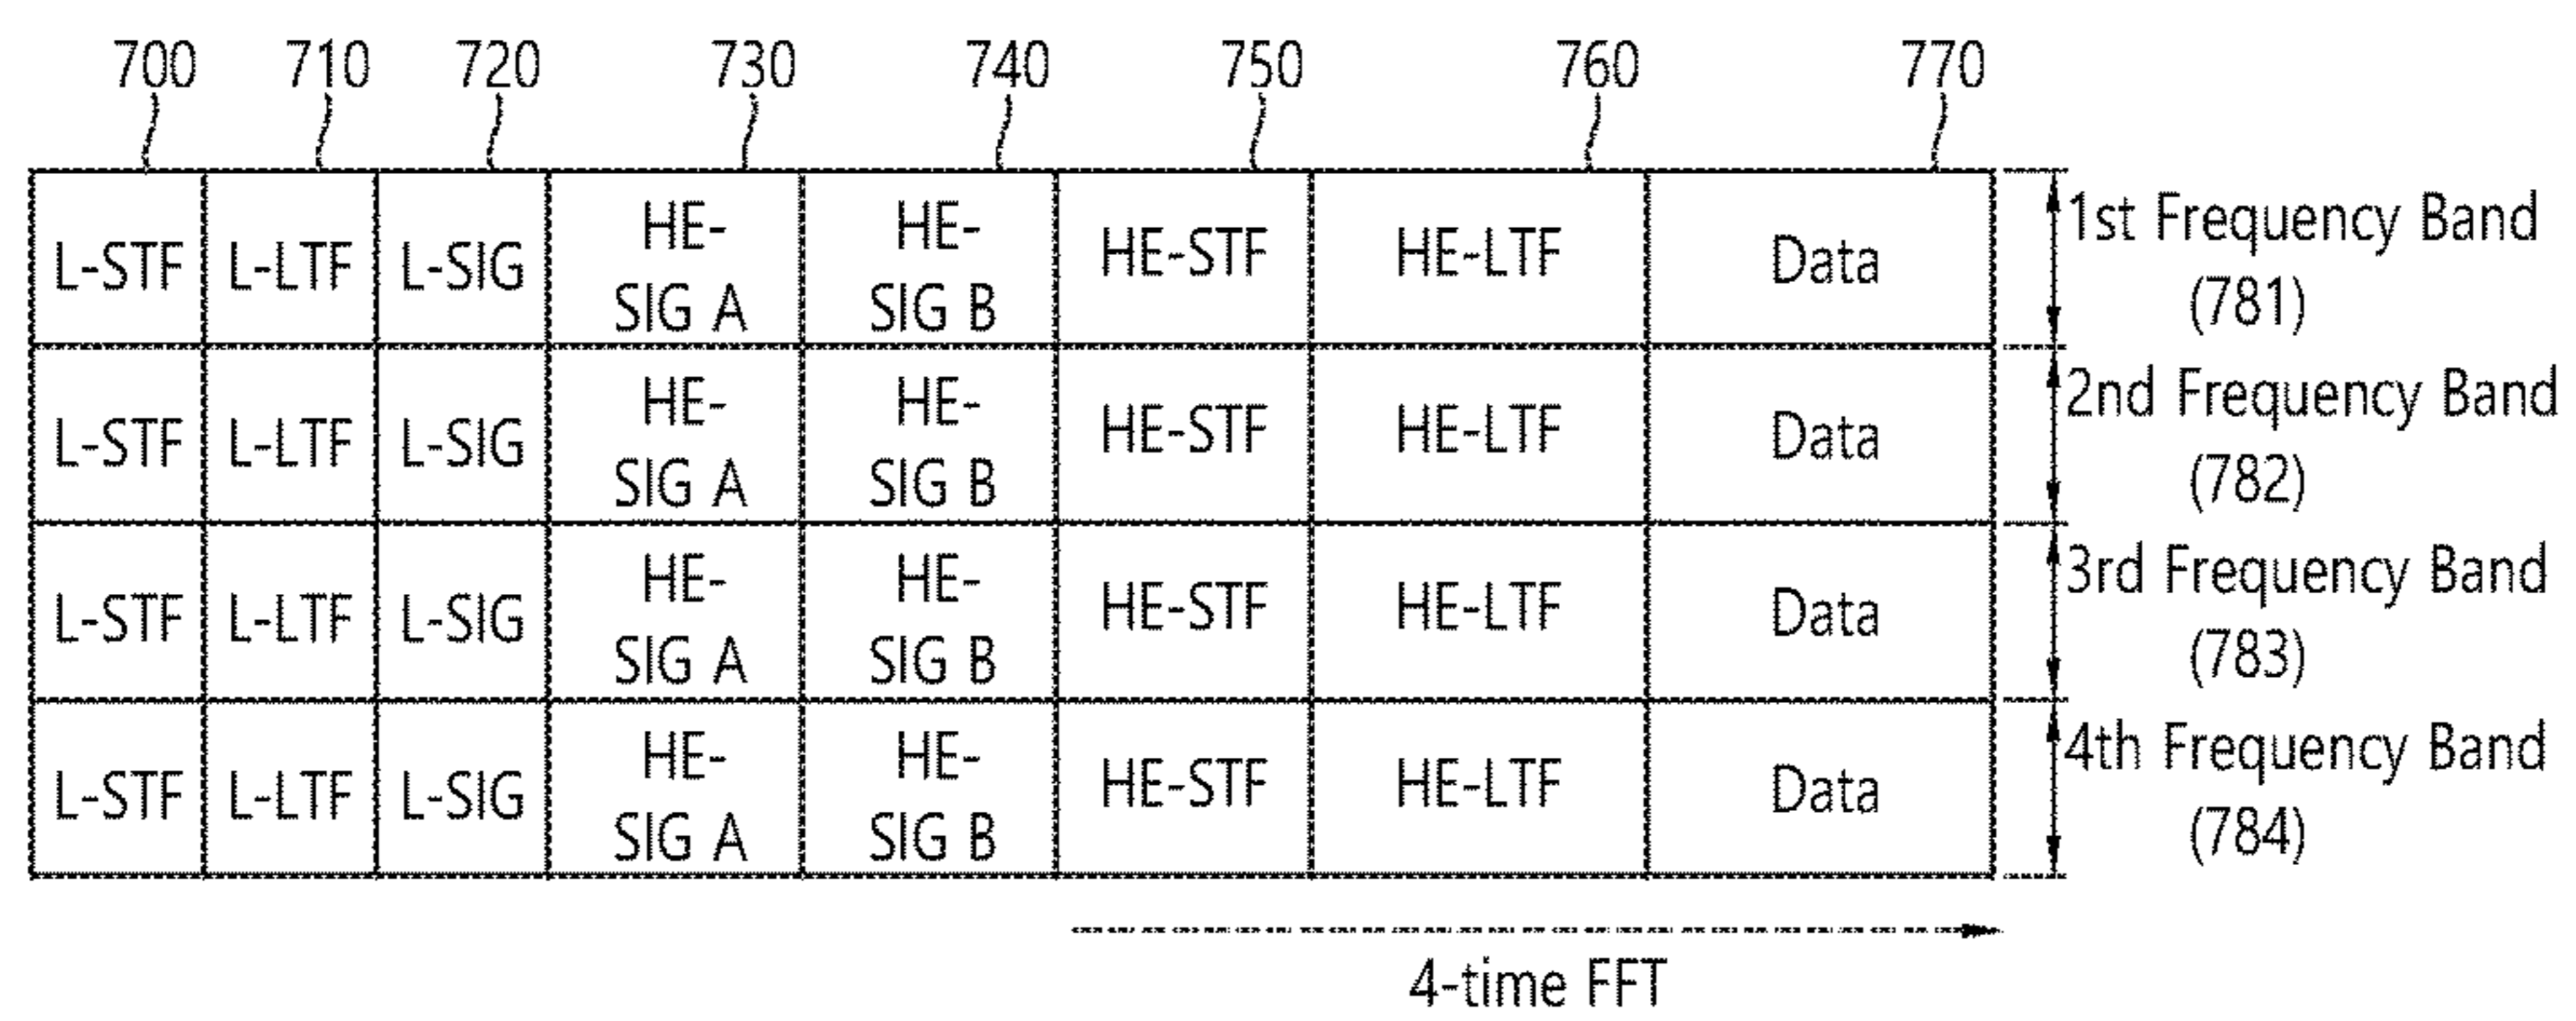 700 710 720 730 740 750 760 770
L-STF L-LTF L-SIG HE-SIG A HE-SIG B HE-STF HE-LTF Data 1st Frequency Band
(781)
L-STF L-LTF L-SIG HE-SIG A HE-SIG B HE-STF HE-LTF Data 2nd Frequency Band
(782)
L-STF L-LTF L-SIG HE-SIG A HE-SIG B HE-STF HE-LTF Data 3rd Frequency Band
(783)
L-STF L-LTF L-SIG HE-SIG A HE-SIG B HE-STF HE-LTF Data 4th Frequency Band
(784)
4-time FFT